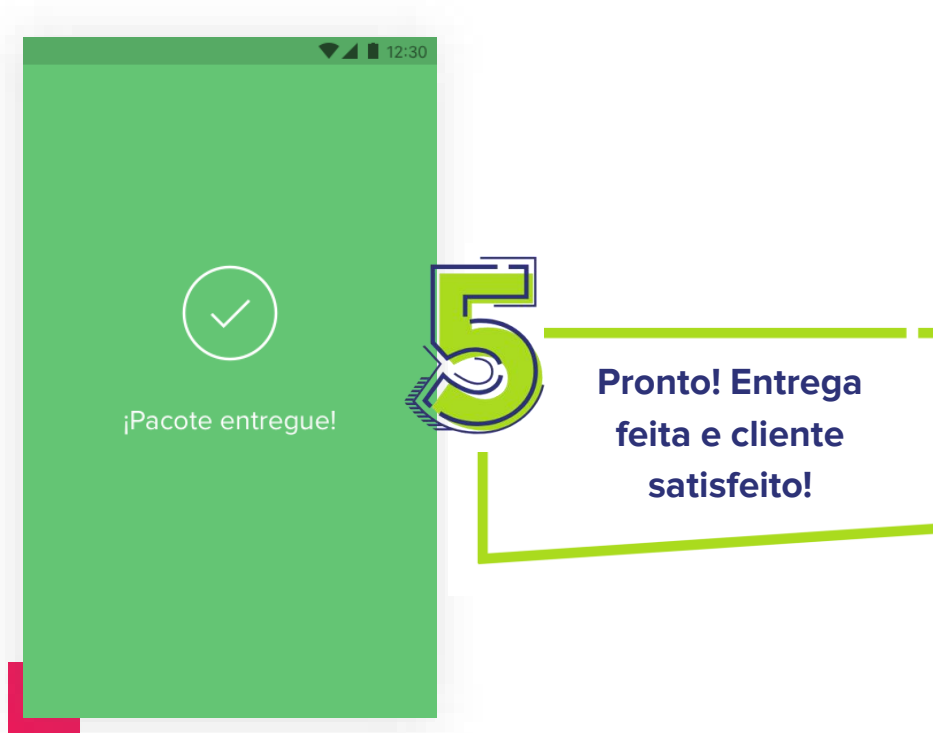 12:30
¡Pacote entregue!
5
Pronto! Entrega
feita e cliente
satisfeito!